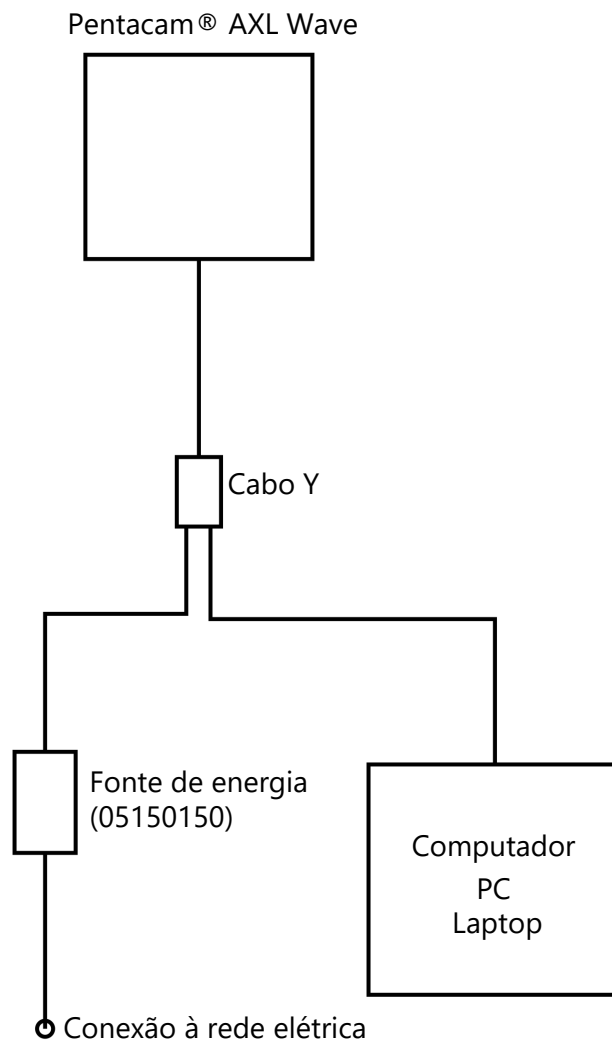 Pentacam® AXL Wave
Cabo Y
Fonte de energia
(05150150)
Computador
PC
Laptop
Conexão à rede elétrica